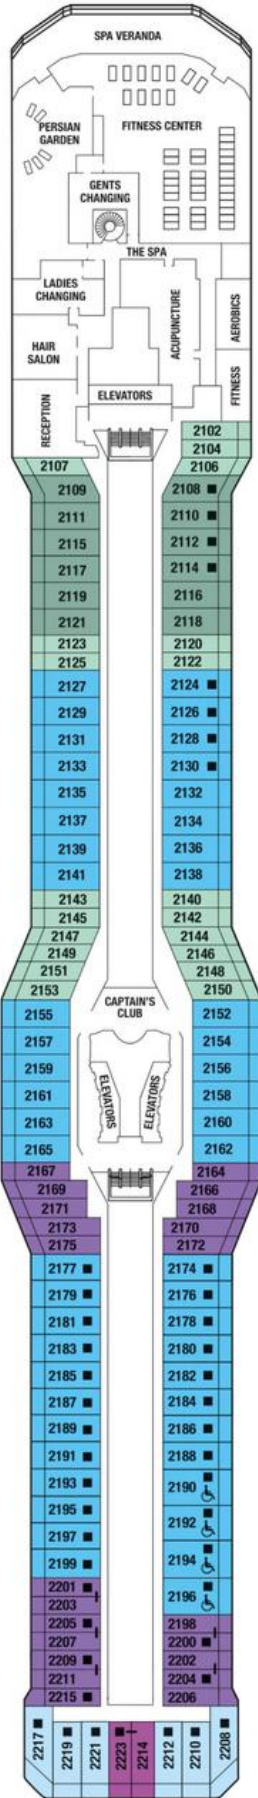 SPA VERANDA
PERSIAN
GARDEN
FITNESS CENTER
GENTS
CHANGING
THE SPA
LADIES
CHANGING
ACUPUNCTURE
AEROBICS
HAIR
SALON
ELEVATORS
FITNESS
RECEPTION
2102
2104
2107 2106
2109 2108
2111 2110
2115 2112
2117 2114
2119 2116
2121 2118
2123 2120
2125 2122
2127 2124
2129 2126
2131 2128
2133 2130
2135 2132
2137 2134
2139 2136
2141 2138
2143 2140
2145 2142
2147 2144
2149 2146
2151 2148
2153 2150
CAPTAIN'S
CLUB
2155 2152
2157 2154
2159 2156
ELEVATORS ELEVATORS
2161 2158
2163 2160
2165 2162
2167 2164
2169 2166
2171 2168
2173 2170
2175 2172
2177 2174
2179 2176
2181 2178
2183 2180
2185 2182
2187 2184
2189 2186
2191 2188
2193 2190
2195 2192
2197
2199 2194
2201 2196
2203
2205 2198
2207 2200
2209 2202
2211 2204
2215 2206
2217 2219 2221 2223 2214 2212 2210 2208